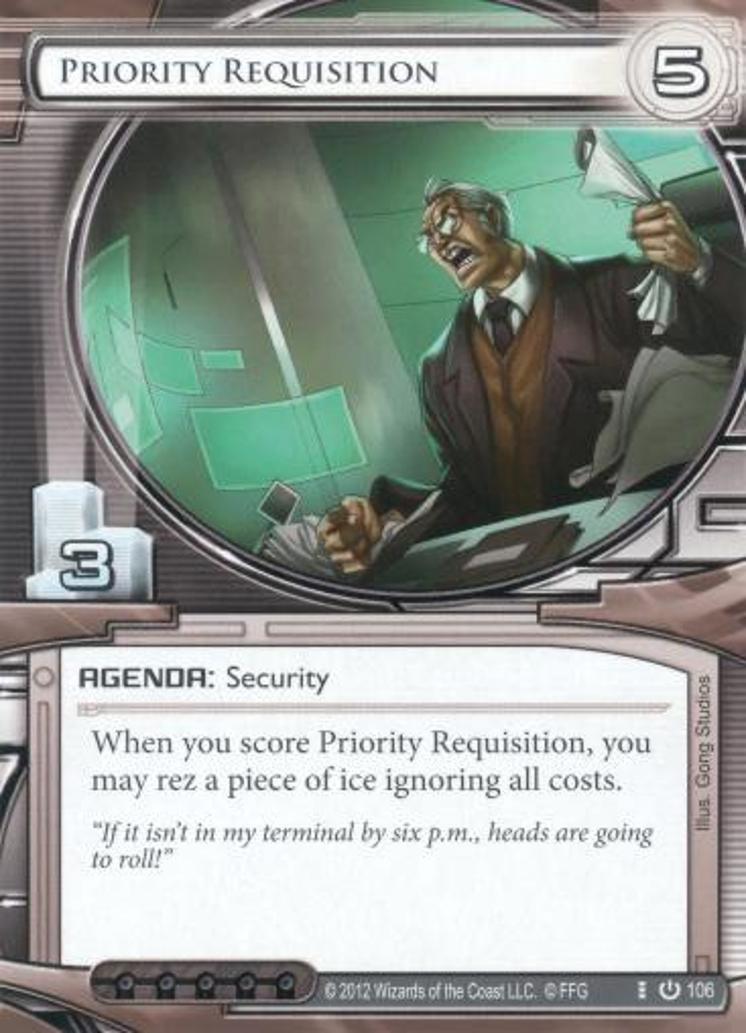 PRIORITY REQUISITION
5
3
AGENDA: Security
When you score Priority Requisition, you
may rez a piece of ice ignoring all costs.
"If it isn't in my terminal by six p.m., heads are going
to roll!"
Illus. Gong Studios
© 2012 Wizards of the Coast LLC. © FFG
106